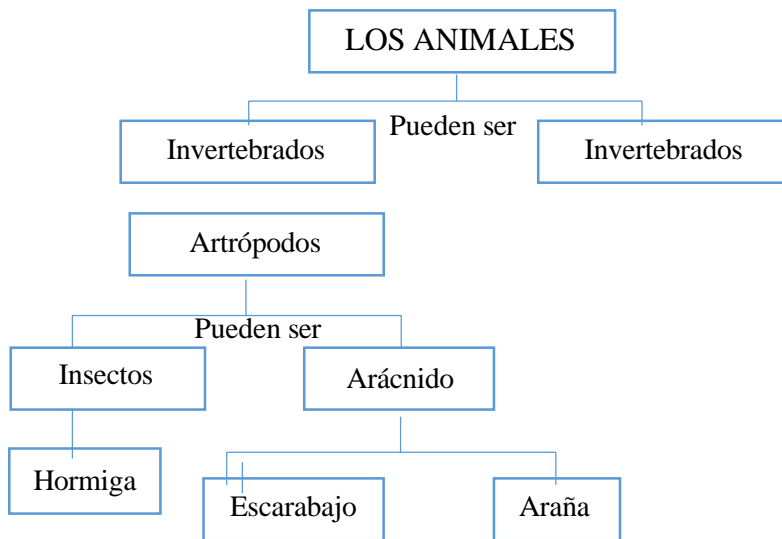 LOS ANIMALES
Pueden ser
Invertebrados
Invertebrados
Artrópodos
Pueden ser
Insectos
Arácnido
Hormiga
Escarabajo
Araña